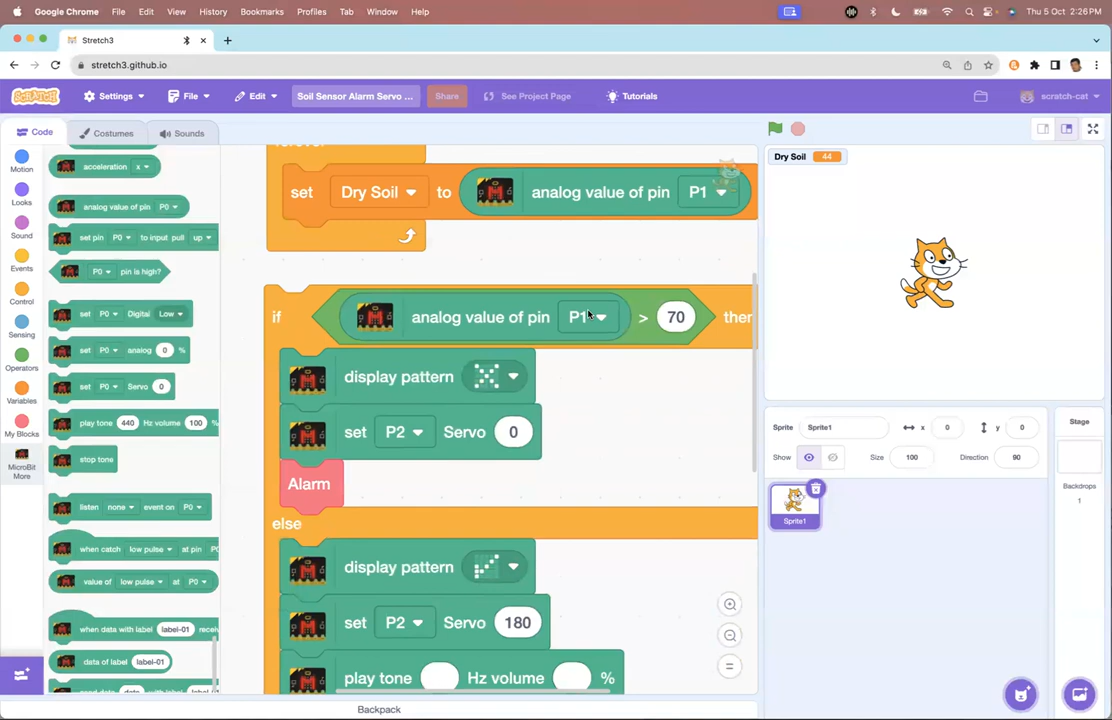 Google Chrome File Edit View History Bookmarks Profiles Tab Window Help Thu 5 Oct 2:26 PM
Stretch3
stretch3.github.io
SCRATCH Settings File Edit Soil Sensor Alarm Servo ... Share See Project Page Tutorials scratch-cat
Code Costumes Sounds
Motion
Looks
Sound
Events
Control
Sensing
Operators
Variables
My Blocks
MicroBit
More
acceleration x
analog value of pin P0
set pin P0 to input pull up
P0 pin is high?
set P0 Digital Low
set P0 analog 0 %
set P0 Servo 0
play tone 440 Hz volume 100 %
stop tone
listen none event on P0
when catch low pulse at pin
value of low pulse at P0
when data with label label-01
data of label label-01
set Dry Soil to analog value of pin P1
if analog value of pin P1 > 70 then
display pattern
set P2 Servo 0
Alarm
else
display pattern
set P2 Servo 180
play tone Hz volume %
Backpack
Dry Soil 44
Sprite Sprite1 x 0 y 0
Show Size 100 Direction 90
Sprite1
Stage
Backdrops
1